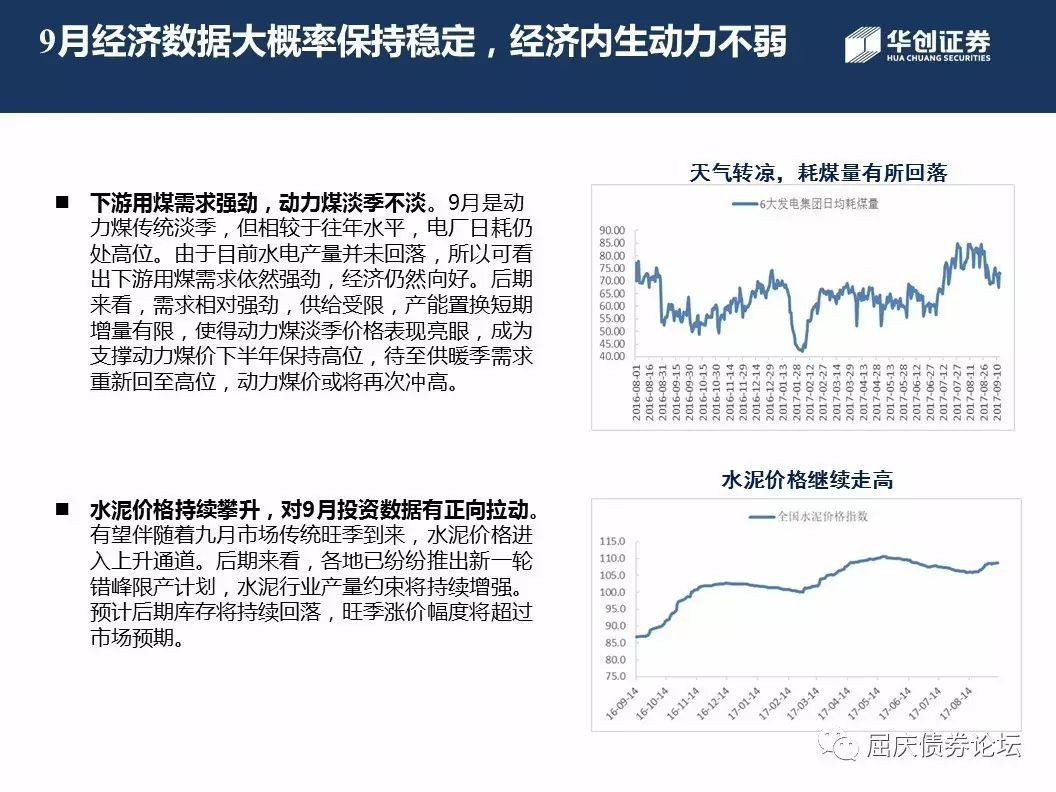 9月经济数据大概率保持稳定，经济内生动力不弱
华创证券
HUA CHUANG SECURITIES
■ 下游用煤需求强劲，动力煤淡季不淡。9月是动
力煤传统淡季，但相较于往年水平，电厂日耗仍
处高位。由于目前水电产量并未回落，所以可看
出下游用煤需求依然强劲，经济仍然向好。后期
来看，需求相对强劲，供给受限，产能置换短期
增量有限，使得动力煤淡季价格表现亮眼，成为
支撑动力煤价下半年保持高位，待至供暖季需求
重新回至高位，动力煤价或将再次冲高。
天气转凉，耗煤量有所回落
6大发电集团日均耗煤量
90.00
85.00
80.00
75.00
70.00
65.00
60.00
55.00
50.00
45.00
40.00
2016-08-01
2016-08-16
2016-08-31
2016-09-15
2016-09-30
2016-10-15
2016-10-30
2016-11-14
2016-11-29
2016-12-14
2016-12-29
2017-01-13
2017-01-28
2017-02-12
2017-02-27
2017-03-14
2017-03-29
2017-04-13
2017-04-28
2017-05-13
2017-05-28
2017-06-12
2017-06-27
2017-07-12
2017-07-27
2017-08-11
2017-08-26
2017-09-10
■ 水泥价格持续攀升，对9月投资数据有正向拉动。
有望伴随着九月市场传统旺季到来，水泥价格进
入上升通道。后期来看，各地已纷纷推出新一轮
错峰限产计划，水泥行业产量约束将持续增强。
预计后期库存将持续回落，旺季涨价幅度将超过
市场预期。
水泥价格继续走高
全国水泥价格指数
115.0
110.0
105.0
100.0
95.0
90.0
85.0
80.0
75.0
16-09-14
16-10-14
16-11-14
16-12-14
17-01-14
17-02-14
17-03-14
17-04-14
17-05-14
17-06-14
17-07-14
17-08-14
屈庆债券论坛